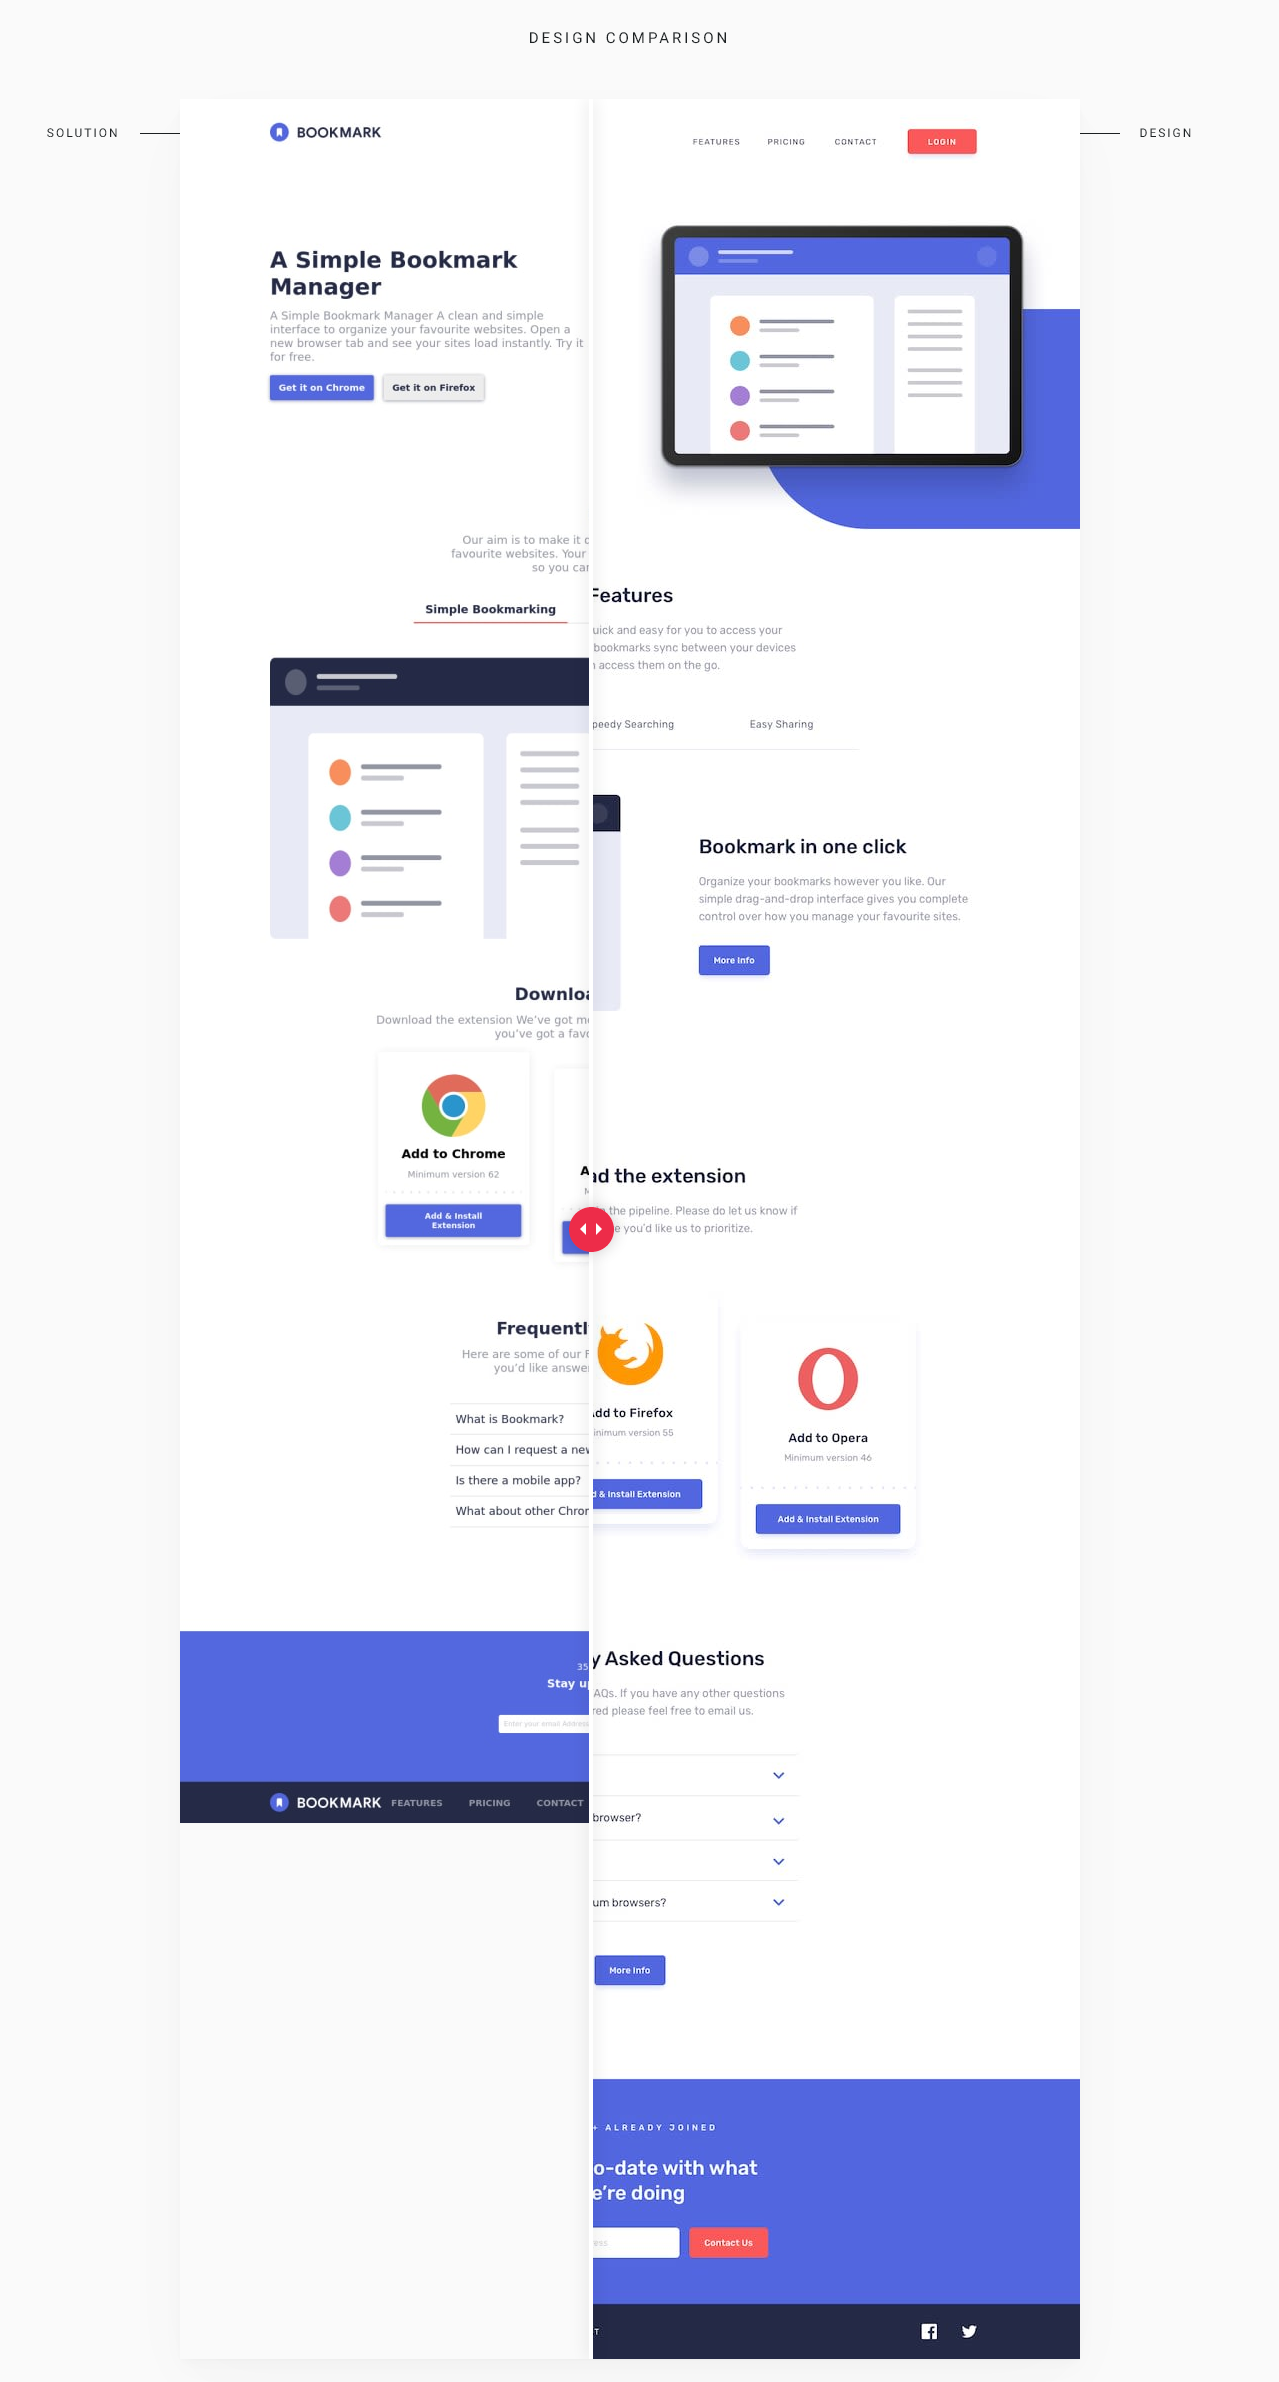 DESIGN COMPARISON
SOLUTION
DESIGN
BOOKMARK
FEATURES PRICING CONTACT LOGIN
A Simple Bookmark
Manager
A Simple Bookmark Manager A clean and simple
interface to organize your favourite websites. Open a
new browser tab and see your sites load instantly. Try it
for free.
Get it on Chrome Get it on Firefox
Our aim is to make it
favourite websites. Your
so you
Features
quick and easy for you to access your
bookmarks sync between your devices
access them on the go.
Simple Bookmarking
Speedy Searching Easy Sharing
Bookmark in one click
Organize your bookmarks however you like. Our
simple drag-and-drop interface gives you complete
control over how you manage your favourite sites.
More Info
Download the extension We've got
you've got a
the extension
the pipeline. Please do let us know if
you'd like us to prioritize.
Add to Chrome
Minimum version 62
Add & Install
Extension
Add to Firefox
Minimum version 55
& Install Extension
Add to Opera
Minimum version 46
Add & Install Extension
Frequentl
Here are some of our F
you'd like answe
What is Bookmark?
How can I request a new
Is there a mobile app?
What about other Chrom
y Asked Questions
AQs. If you have any other questions
red please feel free to email us.
browser?
um browsers?
More Info
35
Stay u
Enter your email Address
+ ALREADY JOINED
o-date with what
e're doing
Contact Us
BOOKMARK FEATURES PRICING CONTACT
T